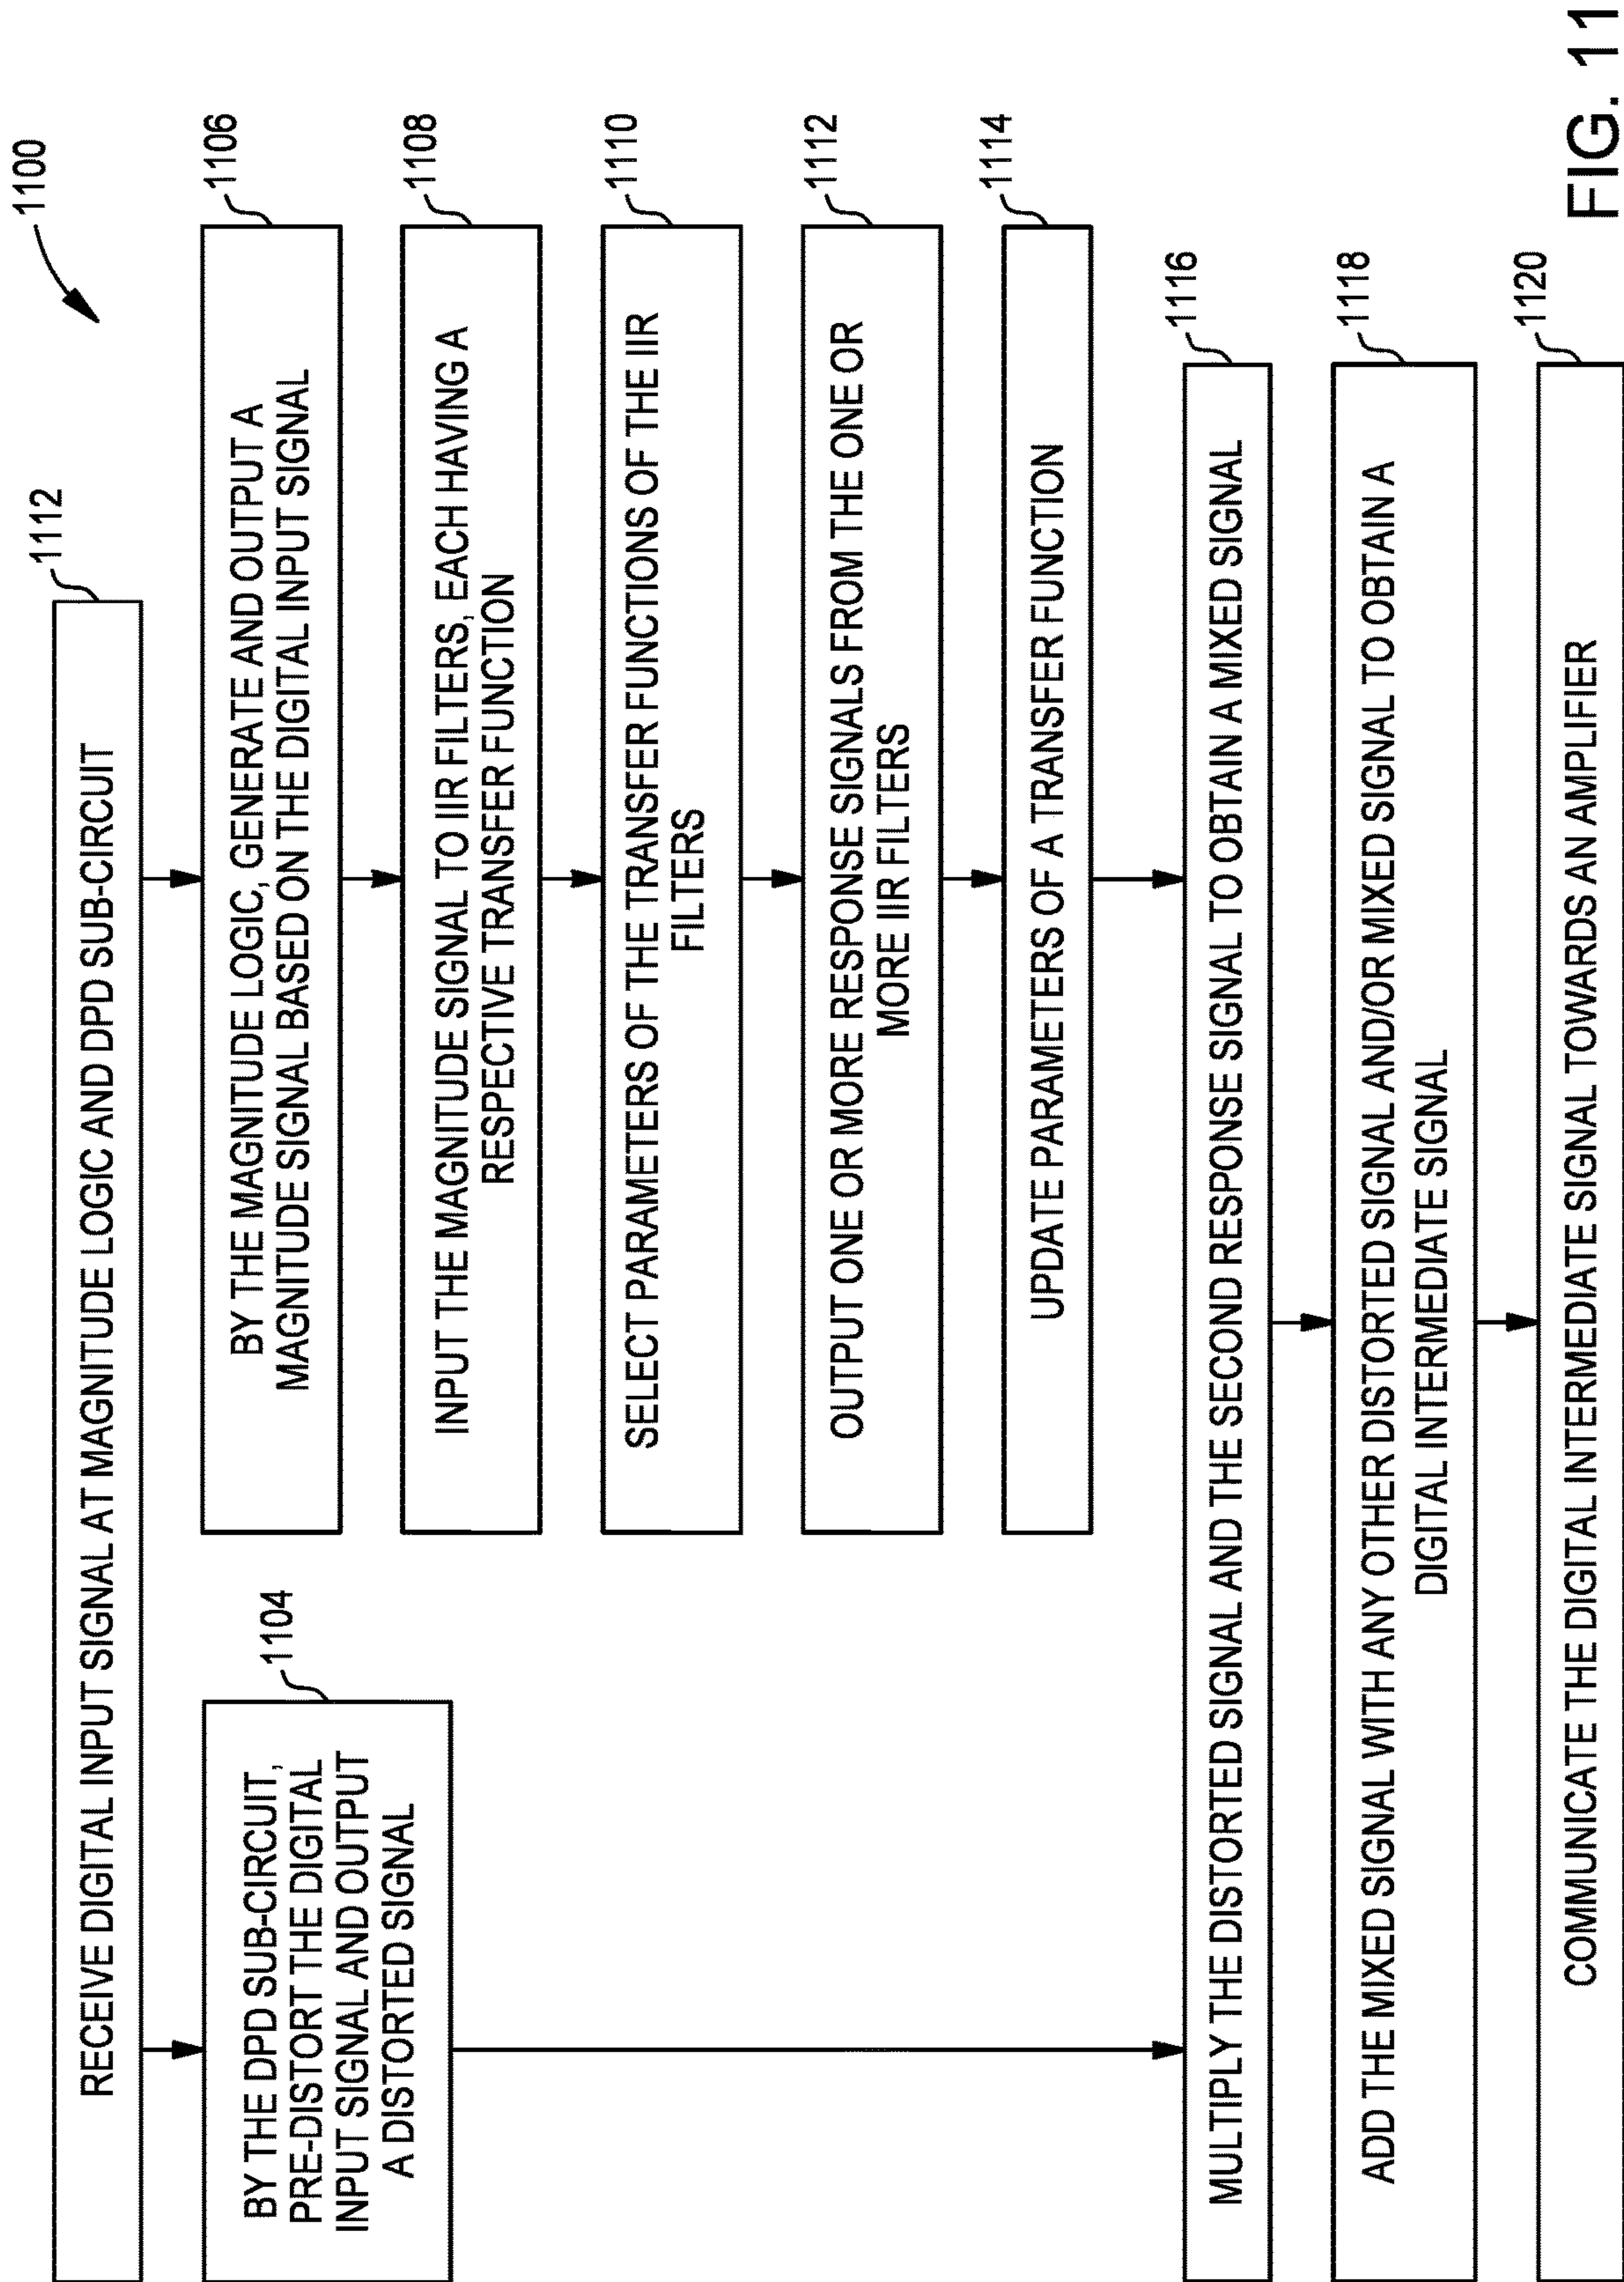 1100
1112
RECEIVE DIGITAL INPUT SIGNAL AT MAGNITUDE LOGIC AND DPD SUB-CIRCUIT
1104
BY THE DPD SUB-CIRCUIT,
PRE-DISTORT THE DIGITAL
INPUT SIGNAL AND OUTPUT
A DISTORTED SIGNAL
1106
BY THE MAGNITUDE LOGIC, GENERATE AND OUTPUT A
MAGNITUDE SIGNAL BASED ON THE DIGITAL INPUT SIGNAL
1108
INPUT THE MAGNITUDE SIGNAL TO IIR FILTERS, EACH HAVING A
RESPECTIVE TRANSFER FUNCTION
1110
SELECT PARAMETERS OF THE TRANSFER FUNCTIONS OF THE IIR
FILTERS
1112
OUTPUT ONE OR MORE RESPONSE SIGNALS FROM THE ONE OR
MORE IIR FILTERS
1114
UPDATE PARAMETERS OF A TRANSFER FUNCTION
1116
MULTIPLY THE DISTORTED SIGNAL AND THE SECOND RESPONSE SIGNAL TO OBTAIN A MIXED SIGNAL
1118
ADD THE MIXED SIGNAL WITH ANY OTHER DISTORTED SIGNAL AND/OR MIXED SIGNAL TO OBTAIN A
DIGITAL INTERMEDIATE SIGNAL
1120
COMMUNICATE THE DIGITAL INTERMEDIATE SIGNAL TOWARDS AN AMPLIFIER
FIG. 11